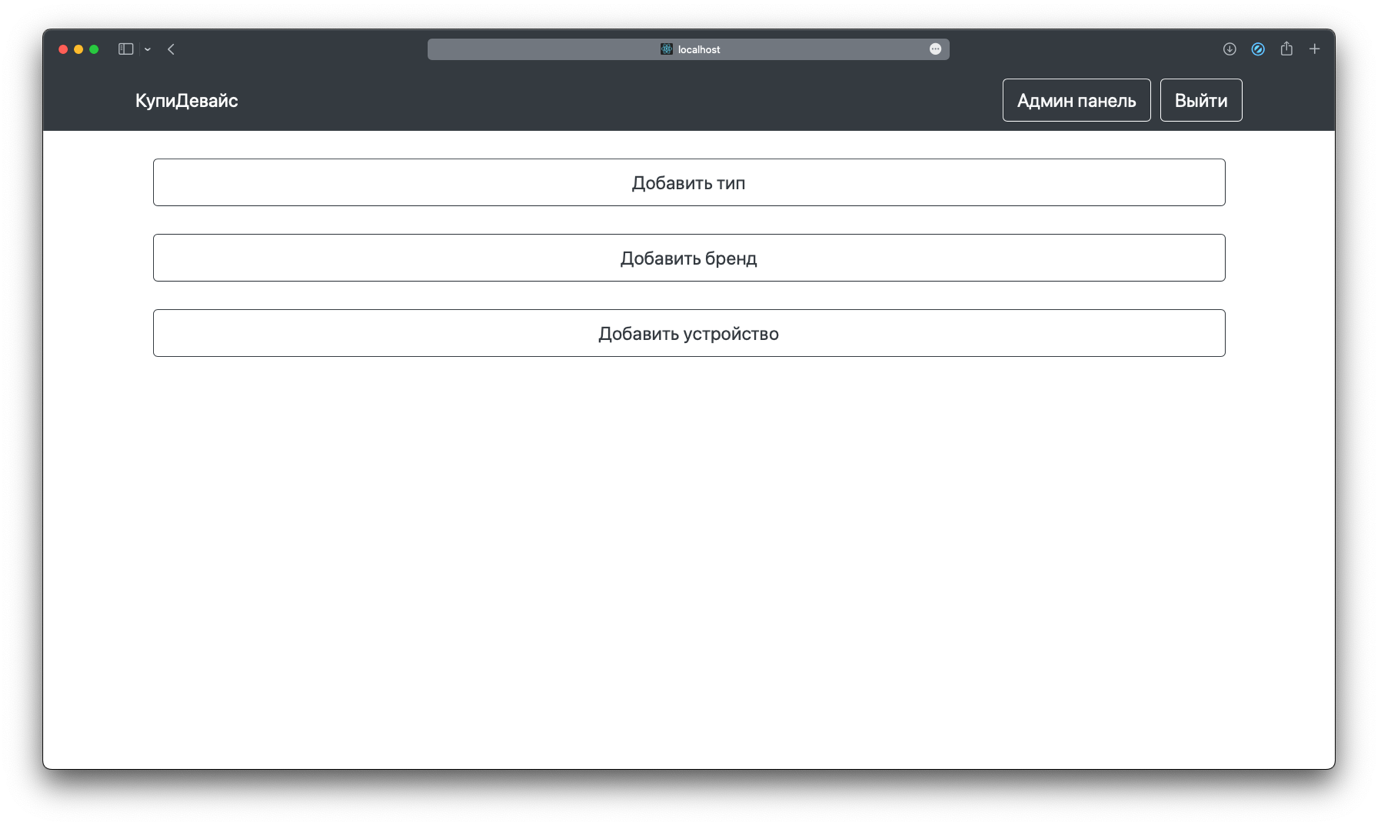 localhost
КупиДевайс
Админ панель
Выйти
Добавить тип
Добавить бренд
Добавить устройство